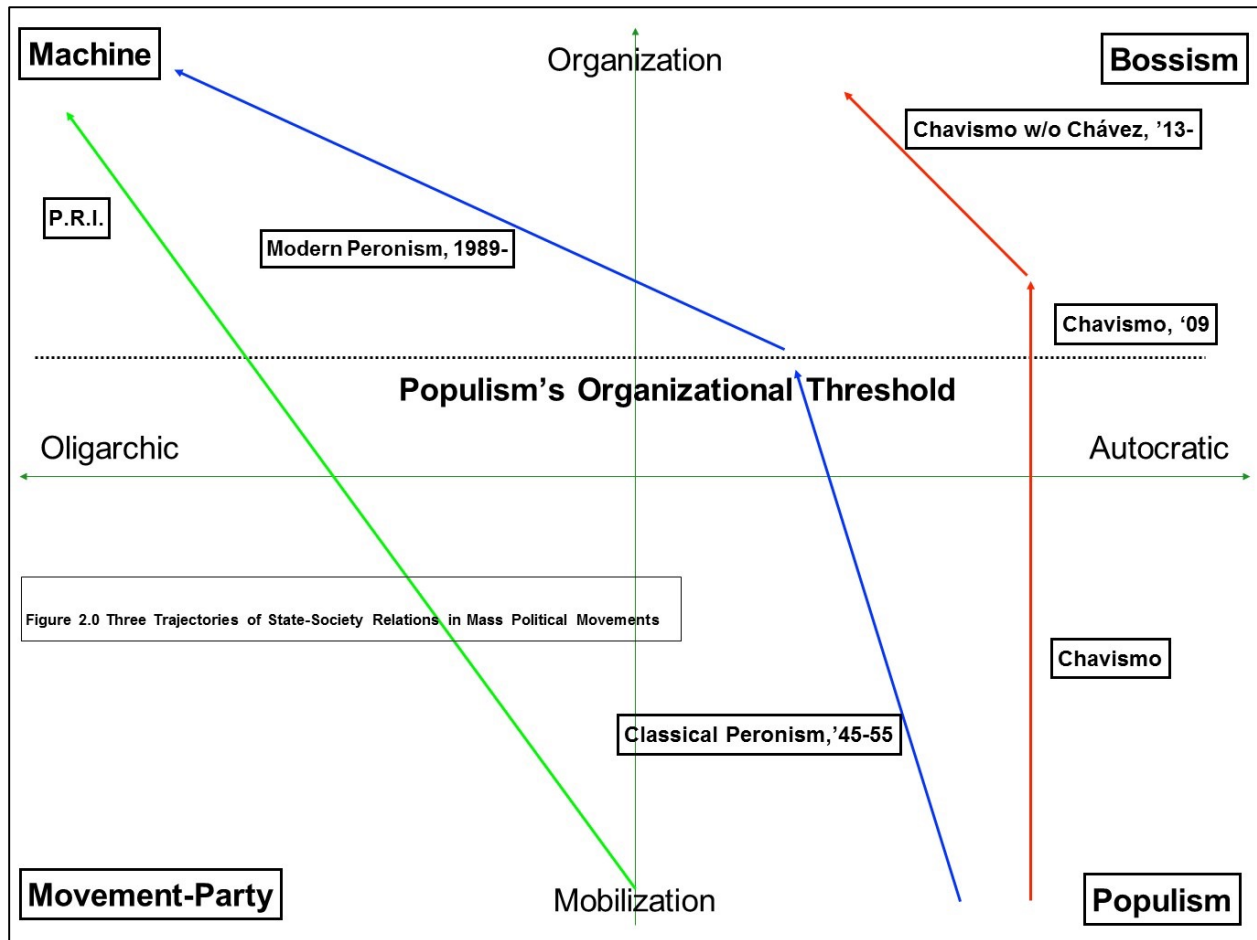 Machine
Organization
Bossism
Chavismo w/o Chávez, ’13-
P.R.I.
Modern Peronism, 1989-
Chavismo, ‘09
Populism’s Organizational Threshold
Oligarchic
Autocratic
Figure 2.0 Three Trajectories of State-Society Relations in Mass Political Movements
Chavismo
Classical Peronism,’45-55
Movement-Party
Mobilization
Populism